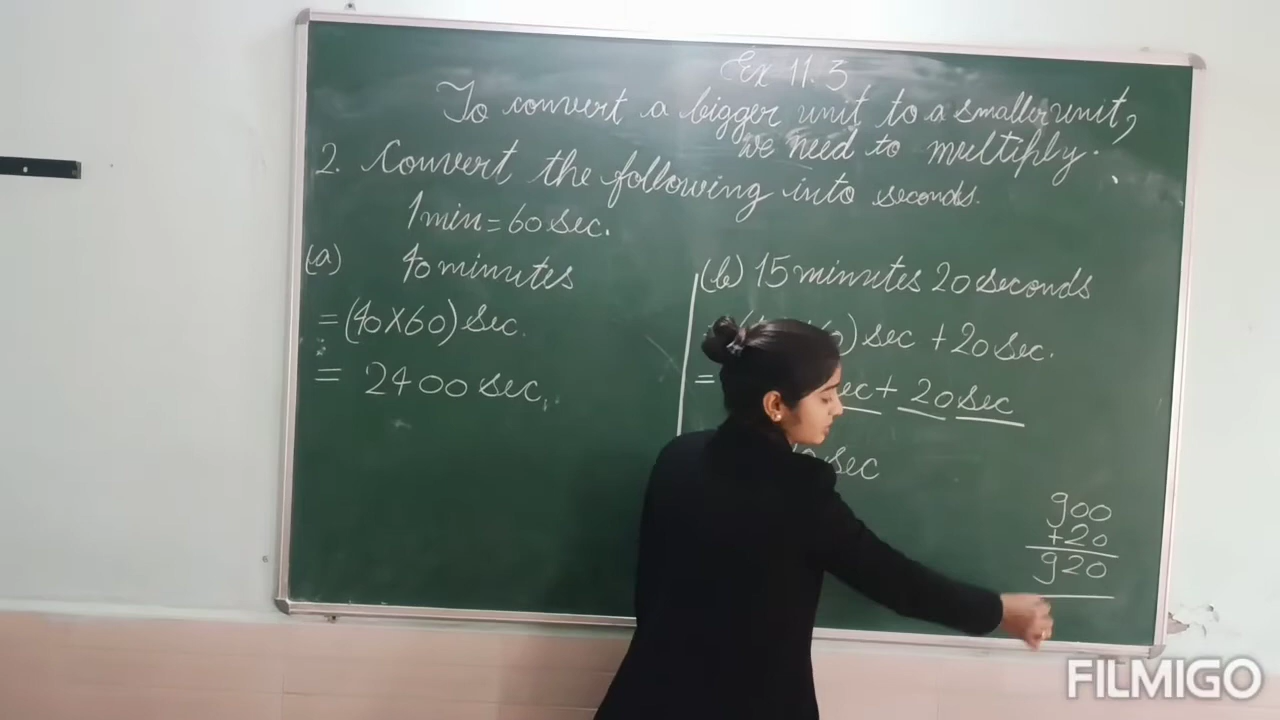 Ex 11.3
To convert a bigger unit to a smaller unit,
we need to multiply.
2. Convert the following into seconds.
1 min = 60 sec.
(a) 40 minutes
= (40×60) sec.
= 2400 sec.
(b) 15 minutes 20 seconds
) sec + 20 sec.
= sec + 20 sec
sec
900
+20
920
FILMIGO